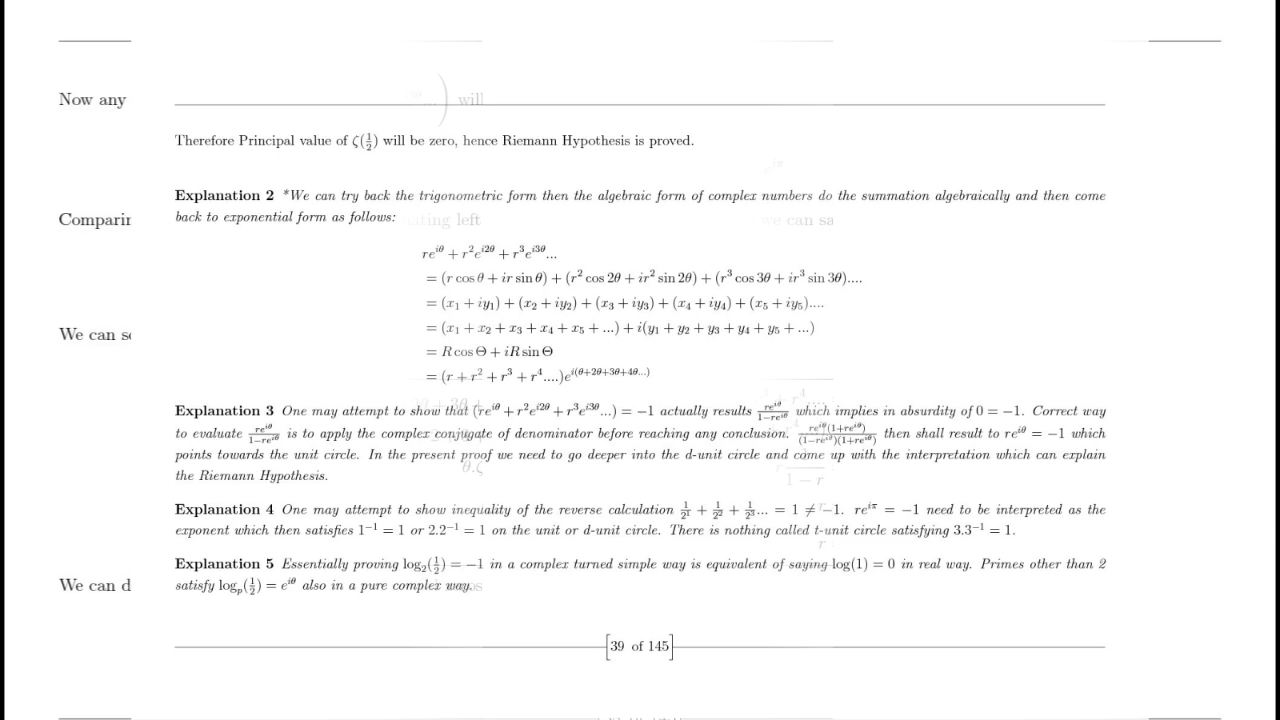 Now any
) will
Therefore Principal value of ζ(1/2) will be zero, hence Riemann Hypothesis is proved.
Explanation 2 *We can try back the trigonometric form then the algebraic form of complex numbers do the summation algebraically and then come
Comparin
ating left
we can sa
back to exponential form as follows:
re^{iθ} + r^2e^{i2θ} + r^3e^{i3θ}...
= (r cos θ + ir sin θ) + (r^2 cos 2θ + ir^2 sin 2θ) + (r^3 cos 3θ + ir^3 sin 3θ)....
= (x_1 + iy_1) + (x_2 + iy_2) + (x_3 + iy_3) + (x_4 + iy_4) + (x_5 + iy_5)....
We can se
= (x_1 + x_2 + x_3 + x_4 + x_5 + ...) + i(y_1 + y_2 + y_3 + y_4 + y_5 + ...)
= R cos Θ + iR sin Θ
= (r + r^2 + r^3 + r^4....)e^{i(θ+2θ+3θ+4θ...)}
Explanation 3 One may attempt to show that (re^{iθ} + r^2e^{i2θ} + r^3e^{i3θ}...) = −1 actually results re^{iθ}/(1−re^{iθ}) which implies in absurdity of 0 = −1. Correct way
to evaluate re^{iθ}/(1−re^{iθ}) is to apply the complex conjugate of denominator before reaching any conclusion. re^{iθ}(1+re^{iθ})/((1−re^{iθ})(1+re^{iθ})) then shall result to re^{iθ} = −1 which
points towards the unit circle. In the present proof we need to go deeper into the d-unit circle and come up with the interpretation which can explain
the Riemann Hypothesis.
θ.ζ
r/(1 − r)
Explanation 4 One may attempt to show inequality of the reverse calculation 1/2^1 + 1/2^2 + 1/2^3... = 1 ≠ −1. re^{iπ} = −1 need to be interpreted as the
exponent which then satisfies 1^{−1} = 1 or 2.2^{−1} = 1 on the unit or d-unit circle. There is nothing called t-unit circle satisfying 3.3^{−1} = 1.
Explanation 5 Essentially proving log_2(1/2) = −1 in a complex turned simple way is equivalent of saying log(1) = 0 in real way. Primes other than 2
We can d
satisfy log_p(1/2) = e^{iθ} also in a pure complex way.
[39 of 145]